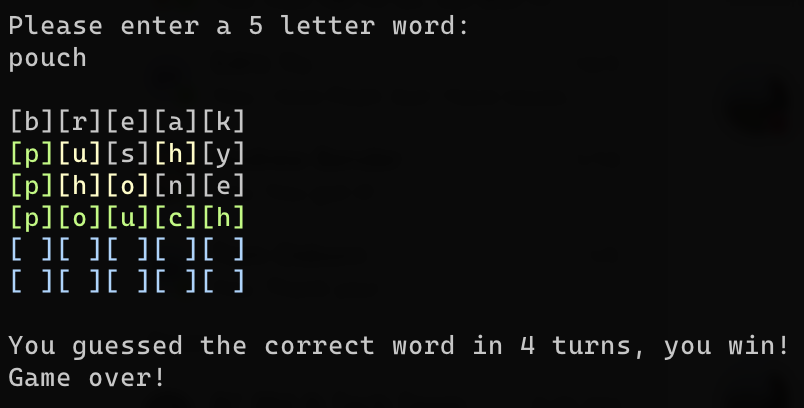 Please enter a 5 letter word:
pouch
[b][r][e][a][k]
[p][u][s][h][y]
[p][h][o][n][e]
[p][o][u][c][h]
[ ][ ][ ][ ][ ]
[ ][ ][ ][ ][ ]
You guessed the correct word in 4 turns, you win!
Game over!